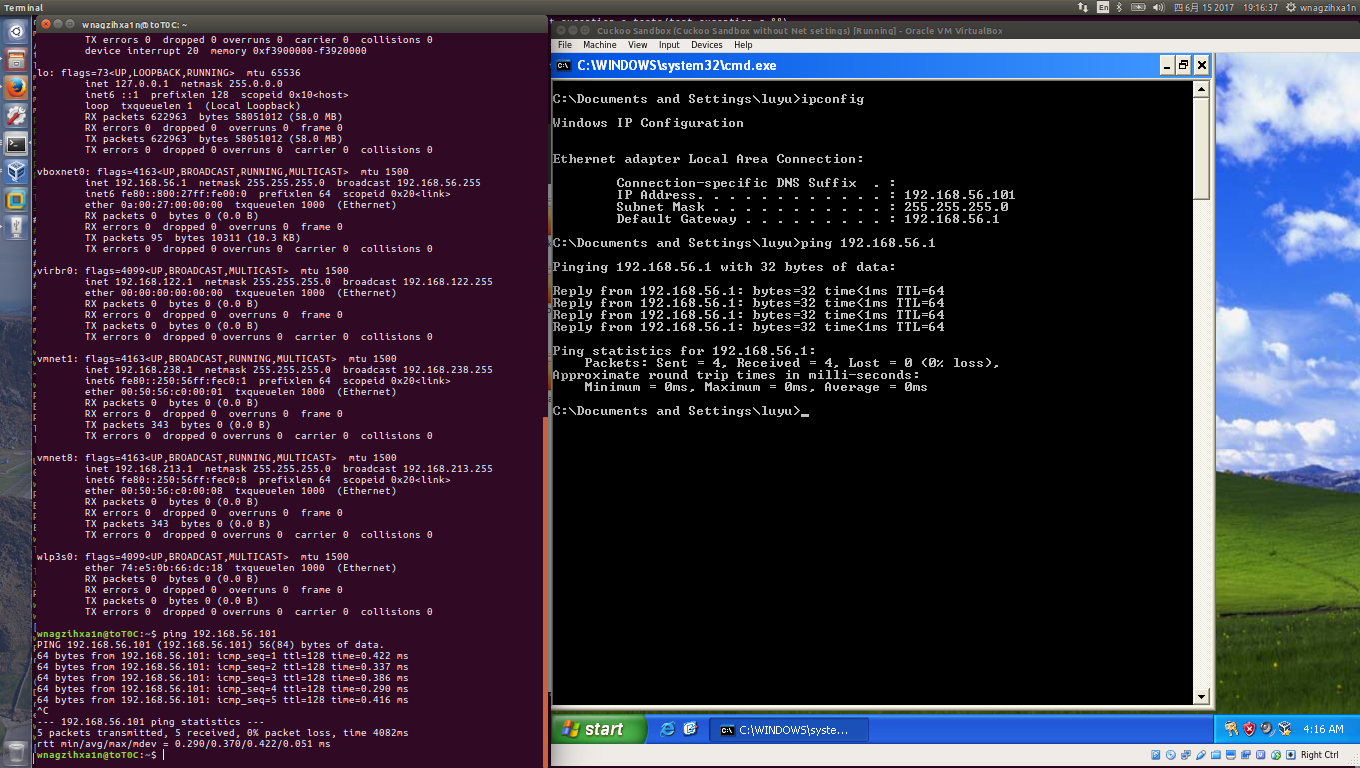 Terminal
En
四 6月 15 2017 19:16:37 wnagzihxa1n
wnagzihxa1n@toT0C: ~
TX errors 0 dropped 0 overruns 0 carrier 0 collisions 0
device interrupt 20 memory 0xf3900000-f3920000
lo: flags=73<UP,LOOPBACK,RUNNING> mtu 65536
inet 127.0.0.1 netmask 255.0.0.0
inet6 ::1 prefixlen 128 scopeid 0x10<host>
loop txqueuelen 1 (Local Loopback)
RX packets 622963 bytes 58051012 (58.0 MB)
RX errors 0 dropped 0 overruns 0 frame 0
TX packets 622963 bytes 58051012 (58.0 MB)
TX errors 0 dropped 0 overruns 0 carrier 0 collisions 0
vboxnet0: flags=4163<UP,BROADCAST,RUNNING,MULTICAST> mtu 1500
inet 192.168.56.1 netmask 255.255.255.0 broadcast 192.168.56.255
inet6 fe80::800:27ff:fe00:0 prefixlen 64 scopeid 0x20<link>
ether 0a:00:27:00:00:00 txqueuelen 1000 (Ethernet)
RX packets 0 bytes 0 (0.0 B)
RX errors 0 dropped 0 overruns 0 frame 0
TX packets 95 bytes 10311 (10.3 KB)
TX errors 0 dropped 0 overruns 0 carrier 0 collisions 0
virbr0: flags=4099<UP,BROADCAST,MULTICAST> mtu 1500
inet 192.168.122.1 netmask 255.255.255.0 broadcast 192.168.122.255
ether 00:00:00:00:00:00 txqueuelen 1000 (Ethernet)
RX packets 0 bytes 0 (0.0 B)
RX errors 0 dropped 0 overruns 0 frame 0
TX packets 0 bytes 0 (0.0 B)
TX errors 0 dropped 0 overruns 0 carrier 0 collisions 0
vmnet1: flags=4163<UP,BROADCAST,RUNNING,MULTICAST> mtu 1500
inet 192.168.238.1 netmask 255.255.255.0 broadcast 192.168.238.255
inet6 fe80::250:56ff:fec0:1 prefixlen 64 scopeid 0x20<link>
ether 00:50:56:c0:00:01 txqueuelen 1000 (Ethernet)
RX packets 0 bytes 0 (0.0 B)
RX errors 0 dropped 0 overruns 0 frame 0
TX packets 343 bytes 0 (0.0 B)
TX errors 0 dropped 0 overruns 0 carrier 0 collisions 0
vmnet8: flags=4163<UP,BROADCAST,RUNNING,MULTICAST> mtu 1500
inet 192.168.213.1 netmask 255.255.255.0 broadcast 192.168.213.255
inet6 fe80::250:56ff:fec0:8 prefixlen 64 scopeid 0x20<link>
ether 00:50:56:c0:00:08 txqueuelen 1000 (Ethernet)
RX packets 0 bytes 0 (0.0 B)
RX errors 0 dropped 0 overruns 0 frame 0
TX packets 343 bytes 0 (0.0 B)
TX errors 0 dropped 0 overruns 0 carrier 0 collisions 0
wlp3s0: flags=4099<UP,BROADCAST,MULTICAST> mtu 1500
ether 74:e5:0b:66:dc:18 txqueuelen 1000 (Ethernet)
RX packets 0 bytes 0 (0.0 B)
RX errors 0 dropped 0 overruns 0 frame 0
TX packets 0 bytes 0 (0.0 B)
TX errors 0 dropped 0 overruns 0 carrier 0 collisions 0
wnagzihxa1n@toT0C:~$ ping 192.168.56.101
PING 192.168.56.101 (192.168.56.101) 56(84) bytes of data.
64 bytes from 192.168.56.101: icmp_seq=1 ttl=128 time=0.422 ms
64 bytes from 192.168.56.101: icmp_seq=2 ttl=128 time=0.337 ms
64 bytes from 192.168.56.101: icmp_seq=3 ttl=128 time=0.386 ms
64 bytes from 192.168.56.101: icmp_seq=4 ttl=128 time=0.290 ms
64 bytes from 192.168.56.101: icmp_seq=5 ttl=128 time=0.416 ms
^C
--- 192.168.56.101 ping statistics ---
5 packets transmitted, 5 received, 0% packet loss, time 4082ms
rtt min/avg/max/mdev = 0.290/0.370/0.422/0.051 ms
wnagzihxa1n@toT0C:~$
Cuckoo Sandbox (Cuckoo Sandbox without Net settings) [Running] - Oracle VM VirtualBox
File Machine View Input Devices Help
C:\WINDOWS\system32\cmd.exe
C:\Documents and Settings\luyu>ipconfig
Windows IP Configuration
Ethernet adapter Local Area Connection:
Connection-specific DNS Suffix . :
IP Address. . . . . . . . . . . . : 192.168.56.101
Subnet Mask . . . . . . . . . . . : 255.255.255.0
Default Gateway . . . . . . . . . : 192.168.56.1
C:\Documents and Settings\luyu>ping 192.168.56.1
Pinging 192.168.56.1 with 32 bytes of data:
Reply from 192.168.56.1: bytes=32 time<1ms TTL=64
Reply from 192.168.56.1: bytes=32 time<1ms TTL=64
Reply from 192.168.56.1: bytes=32 time<1ms TTL=64
Reply from 192.168.56.1: bytes=32 time<1ms TTL=64
Ping statistics for 192.168.56.1:
Packets: Sent = 4, Received = 4, Lost = 0 (0% loss),
Approximate round trip times in milli-seconds:
Minimum = 0ms, Maximum = 0ms, Average = 0ms
C:\Documents and Settings\luyu>_
start
C:\WINDOWS\syste...
4:16 AM
Right Ctrl